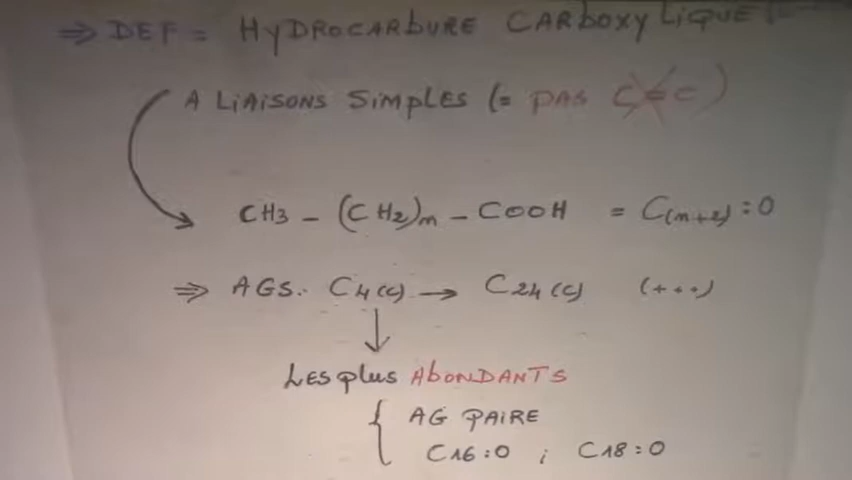 ⇒ DEF = HYDROCARBURE CARBOXYLIQUE
A LIAISONS SIMPLES (= PAS C=C)
CH3 - (CH2)n - COOH = C(n+2):0
⇒ AGS. C4(c) → C24(c) (+++)
Les plus ABONDANTS
{ AG PAIRE
C16:0 ; C18:0